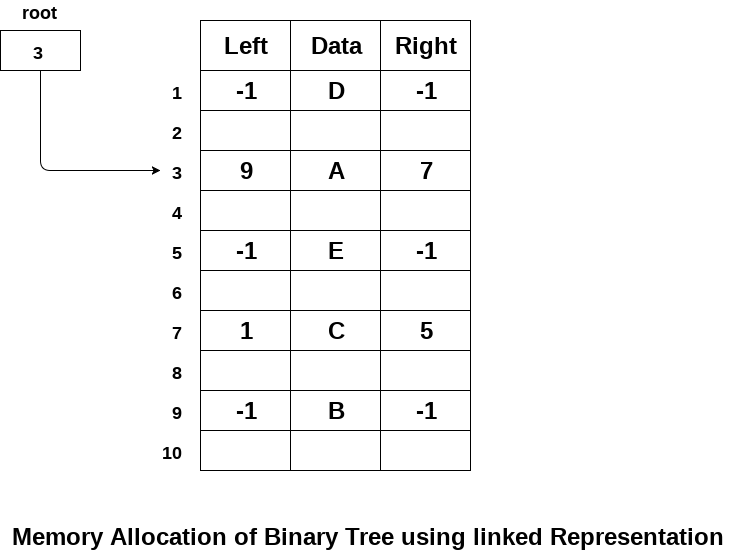 root
3
Left Data Right
1 -1 D -1
2
3 9 A 7
4
5 -1 E -1
6
7 1 C 5
8
9 -1 B -1
10
Memory Allocation of Binary Tree using linked Representation